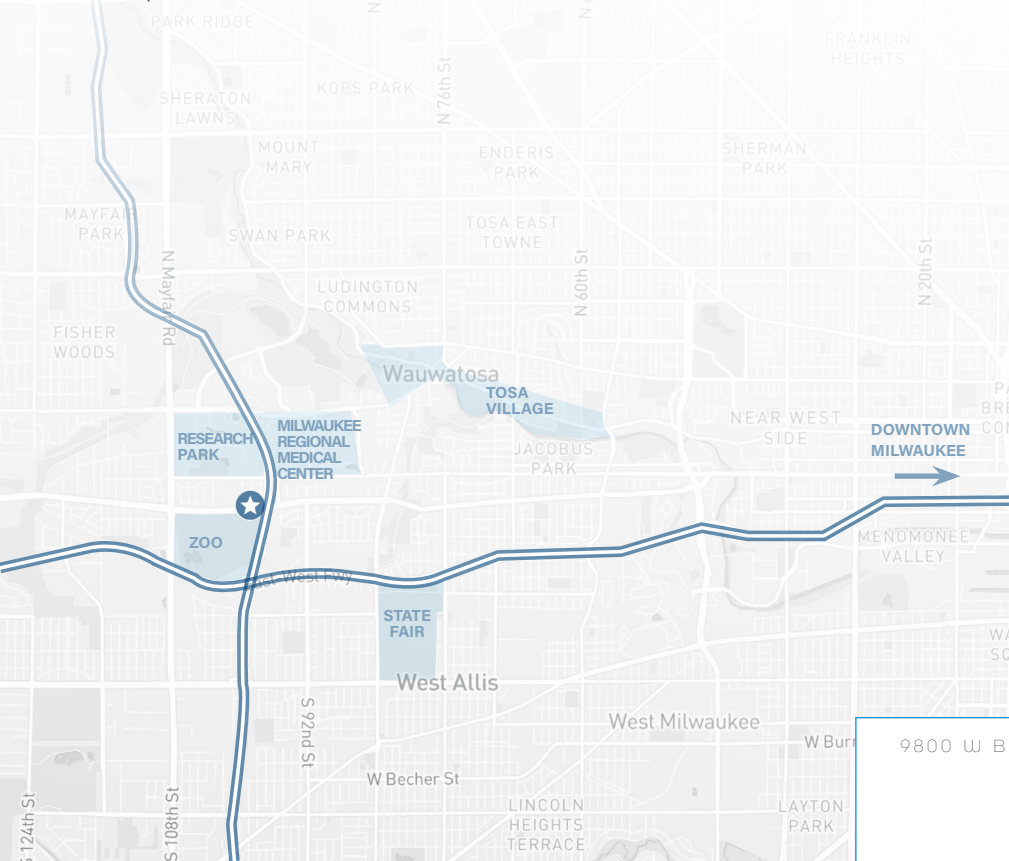 PARK RIDGE
FRANKLIN
HEIGHTS
KOPS PARK
SHERATON
LAWNS
N 76th St
MOUNT
MARY
ENDERIS
PARK
SHERMAN
PARK
MAYFAIR
PARK
SWAN PARK
TOSA EAST
TOWNE
N Mayfair Rd
N 60th St
N 20th St
LUDINGTON
COMMONS
FISHER
WOODS
Wauwatosa
TOSA
VILLAGE
NEAR WEST
SIDE
DOWNTOWN
MILWAUKEE
RESEARCH
PARK
MILWAUKEE
REGIONAL
MEDICAL
CENTER
JACOBUS
PARK
ZOO
MENOMONEE
VALLEY
East-West Fwy
STATE
FAIR
West Allis
S 92nd St
West Milwaukee
W Burn
9800 W B
W Becher St
S 124th St
S 108th St
LINCOLN
HEIGHTS
TERRACE
LAYTON
PARK